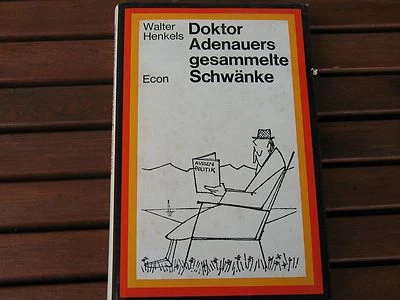 Walter
Henkels
Doktor
Adenauers
gesammelte
Schwänke
Econ
AUSSEN
POLITIK